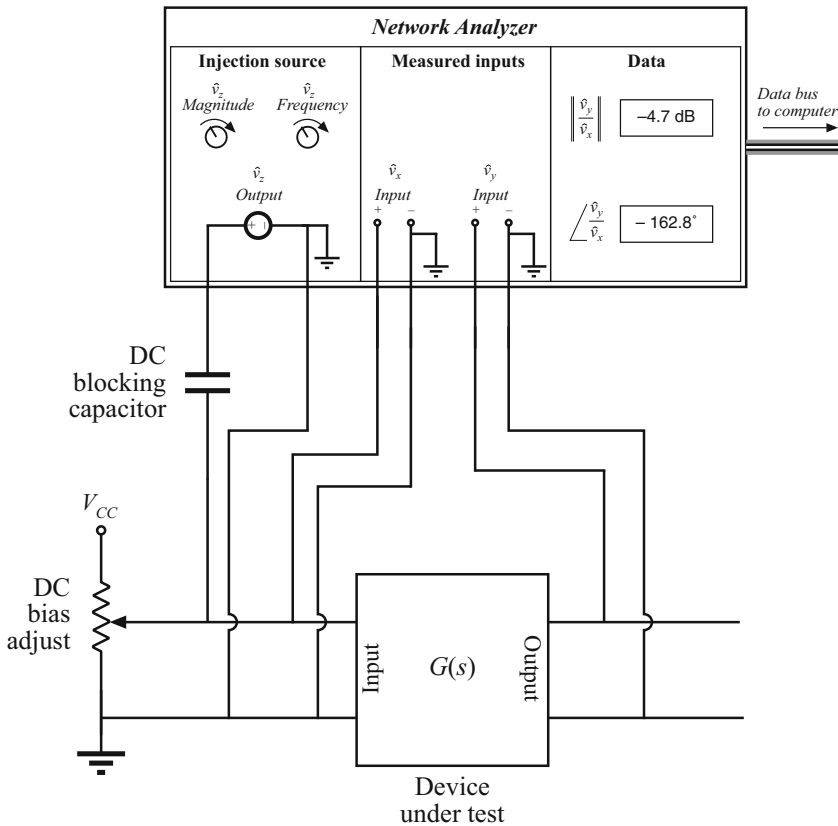 Network Analyzer
Injection source
v̂z
Magnitude
v̂z
Frequency
v̂z
Output
+ −
Measured inputs
v̂x
Input
+ −
v̂y
Input
+ −
Data
‖v̂y/v̂x‖
−4.7 dB
∠v̂y/v̂x
− 162.8°
Data bus
to computer
DC
blocking
capacitor
VCC
DC
bias
adjust
Input
G(s)
Output
Device
under test